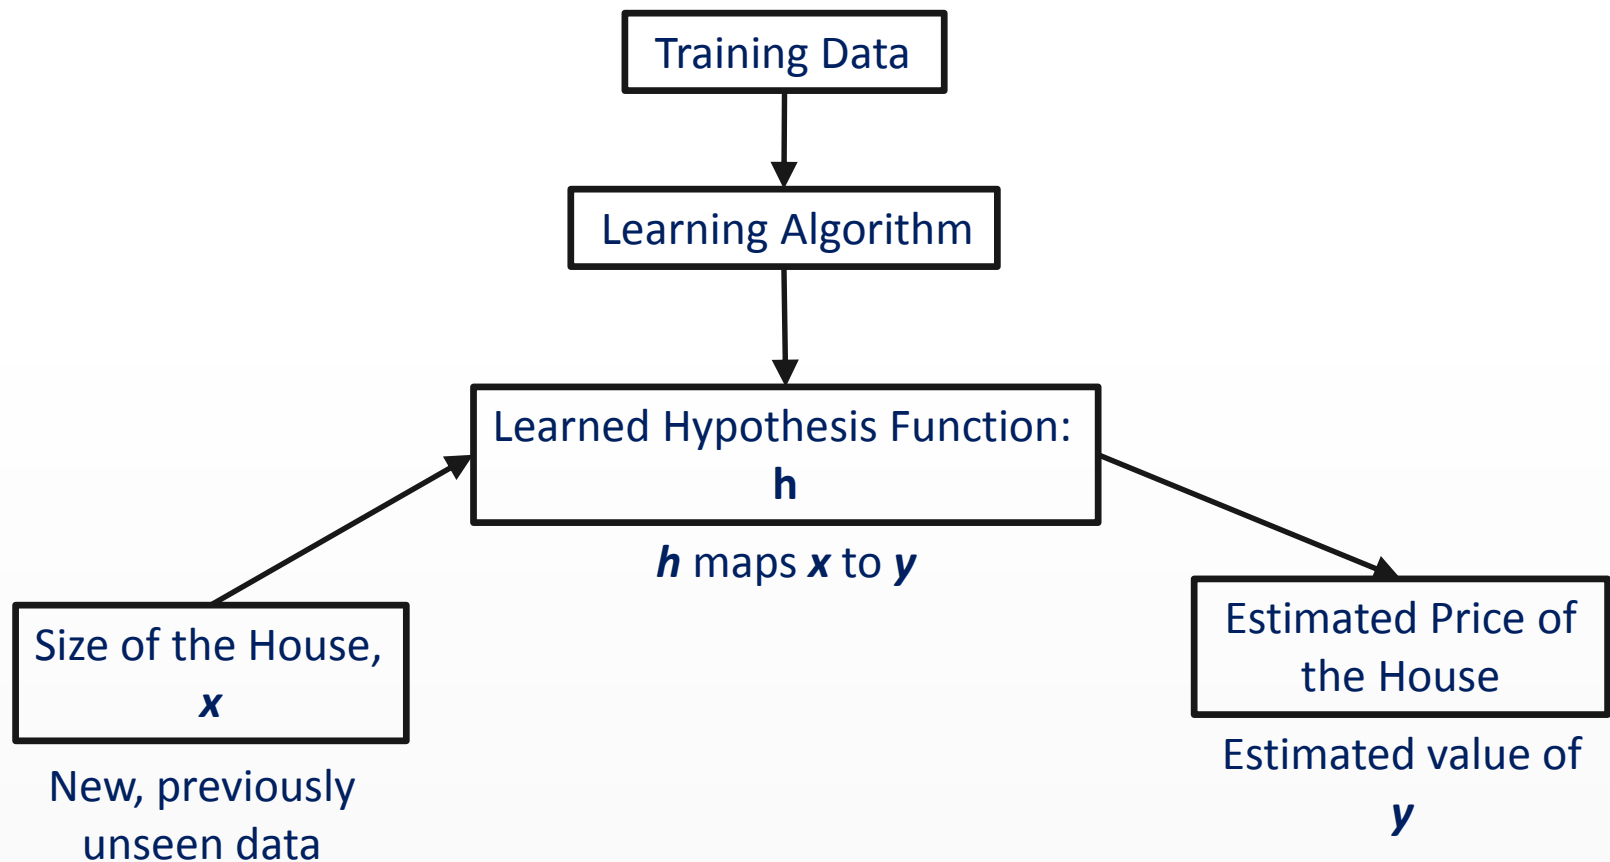 Training Data
Learning Algorithm
Learned Hypothesis Function:
h
h maps x to y
Size of the House,
x
New, previously
unseen data
Estimated Price of
the House
Estimated value of
y